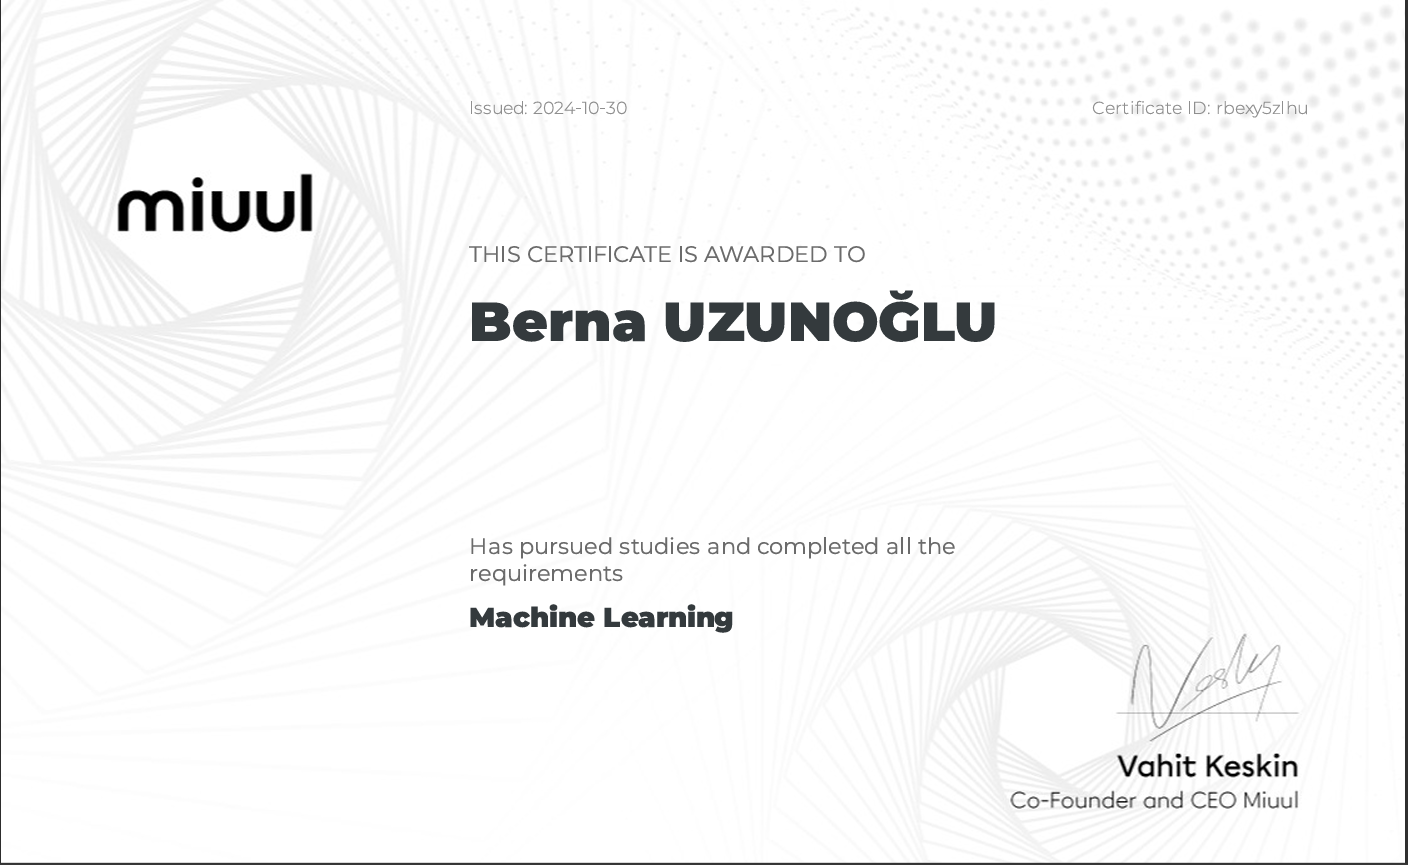 Issued: 2024-10-30
Certificate ID: rbexy5zlhu
miuul
THIS CERTIFICATE IS AWARDED TO
Berna UZUNOĞLU
Has pursued studies and completed all the
requirements
Machine Learning
Vahit Keskin
Co-Founder and CEO Miuul